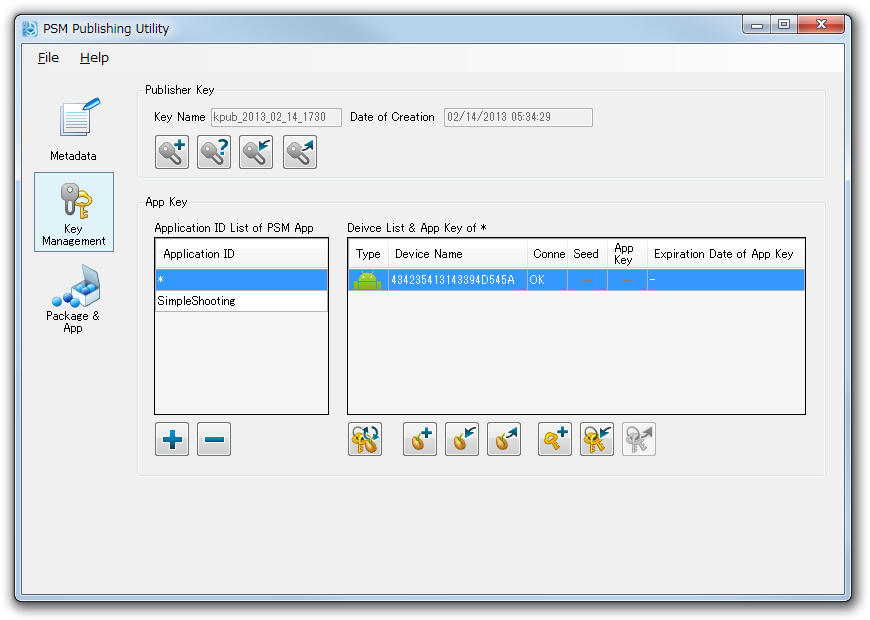 PSM Publishing Utility
File Help
Publisher Key
Key Name kpub_2013_02_14_1730 Date of Creation 02/14/2013 05:34:29
Metadata
Key
Management
Package &
App
App Key
Application ID List of PSM App
Application ID
*
SimpleShooting
Deivce List & App Key of *
Type Device Name Conne Seed App Key Expiration Date of App Key
434235413143394D545A OK — — -